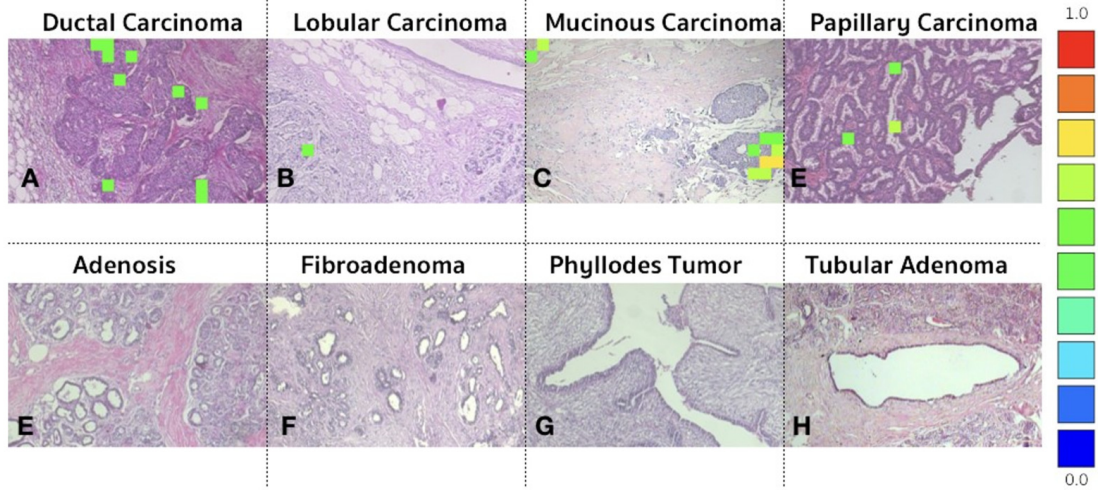 Ductal Carcinoma
Lobular Carcinoma
Mucinous Carcinoma
Papillary Carcinoma
1.0
A
B
C
E
Adenosis
Fibroadenoma
Phyllodes Tumor
Tubular Adenoma
E
F
G
H
0.0